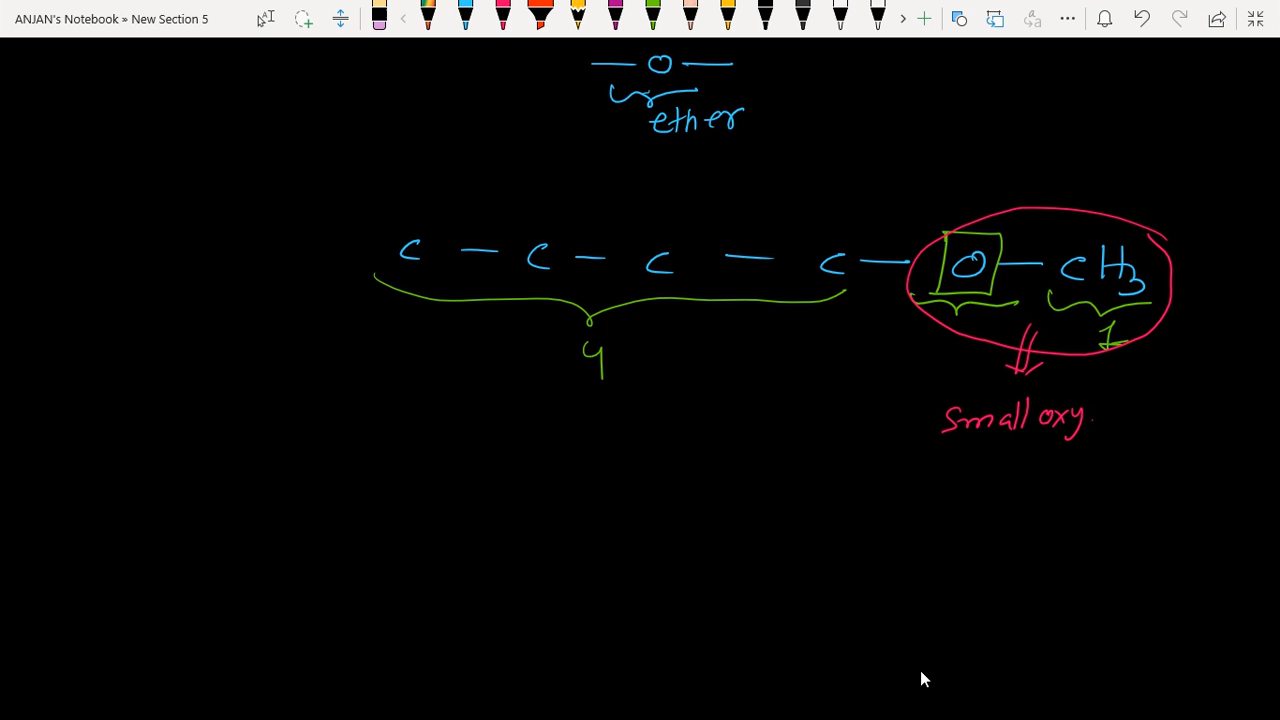 ANJAN's Notebook » New Section 5
— O —
ether
C — C — C — C — O — CH3
4
1
Small oxy.